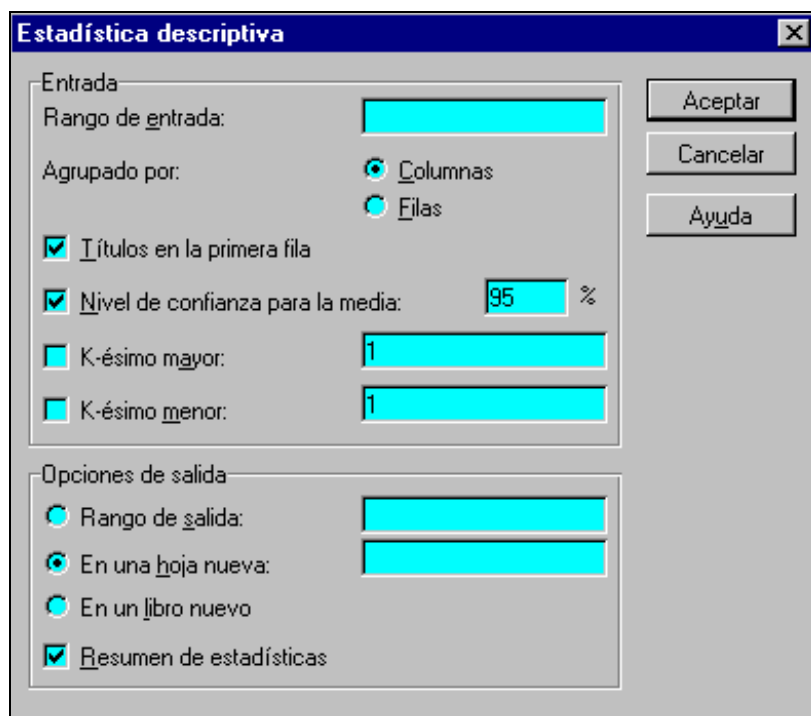 Estadística descriptiva
Entrada
Rango de entrada:
Agrupado por:
Columnas
Filas
Títulos en la primera fila
Nivel de confianza para la media: 95 %
K-ésimo mayor: 1
K-ésimo menor: 1
Opciones de salida
Rango de salida:
En una hoja nueva:
En un libro nuevo
Resumen de estadísticas
Aceptar
Cancelar
Ayuda